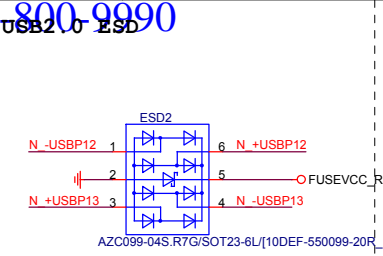 -800-9990
USB2.0 ESD
ESD2
N_-USBP12 1 6 N_+USBP12
2 5 FUSEVCC_R
N_+USBP13 3 4 N_-USBP13
AZC099-04S.R7G/SOT23-6L/[10DEF-550099-20R_